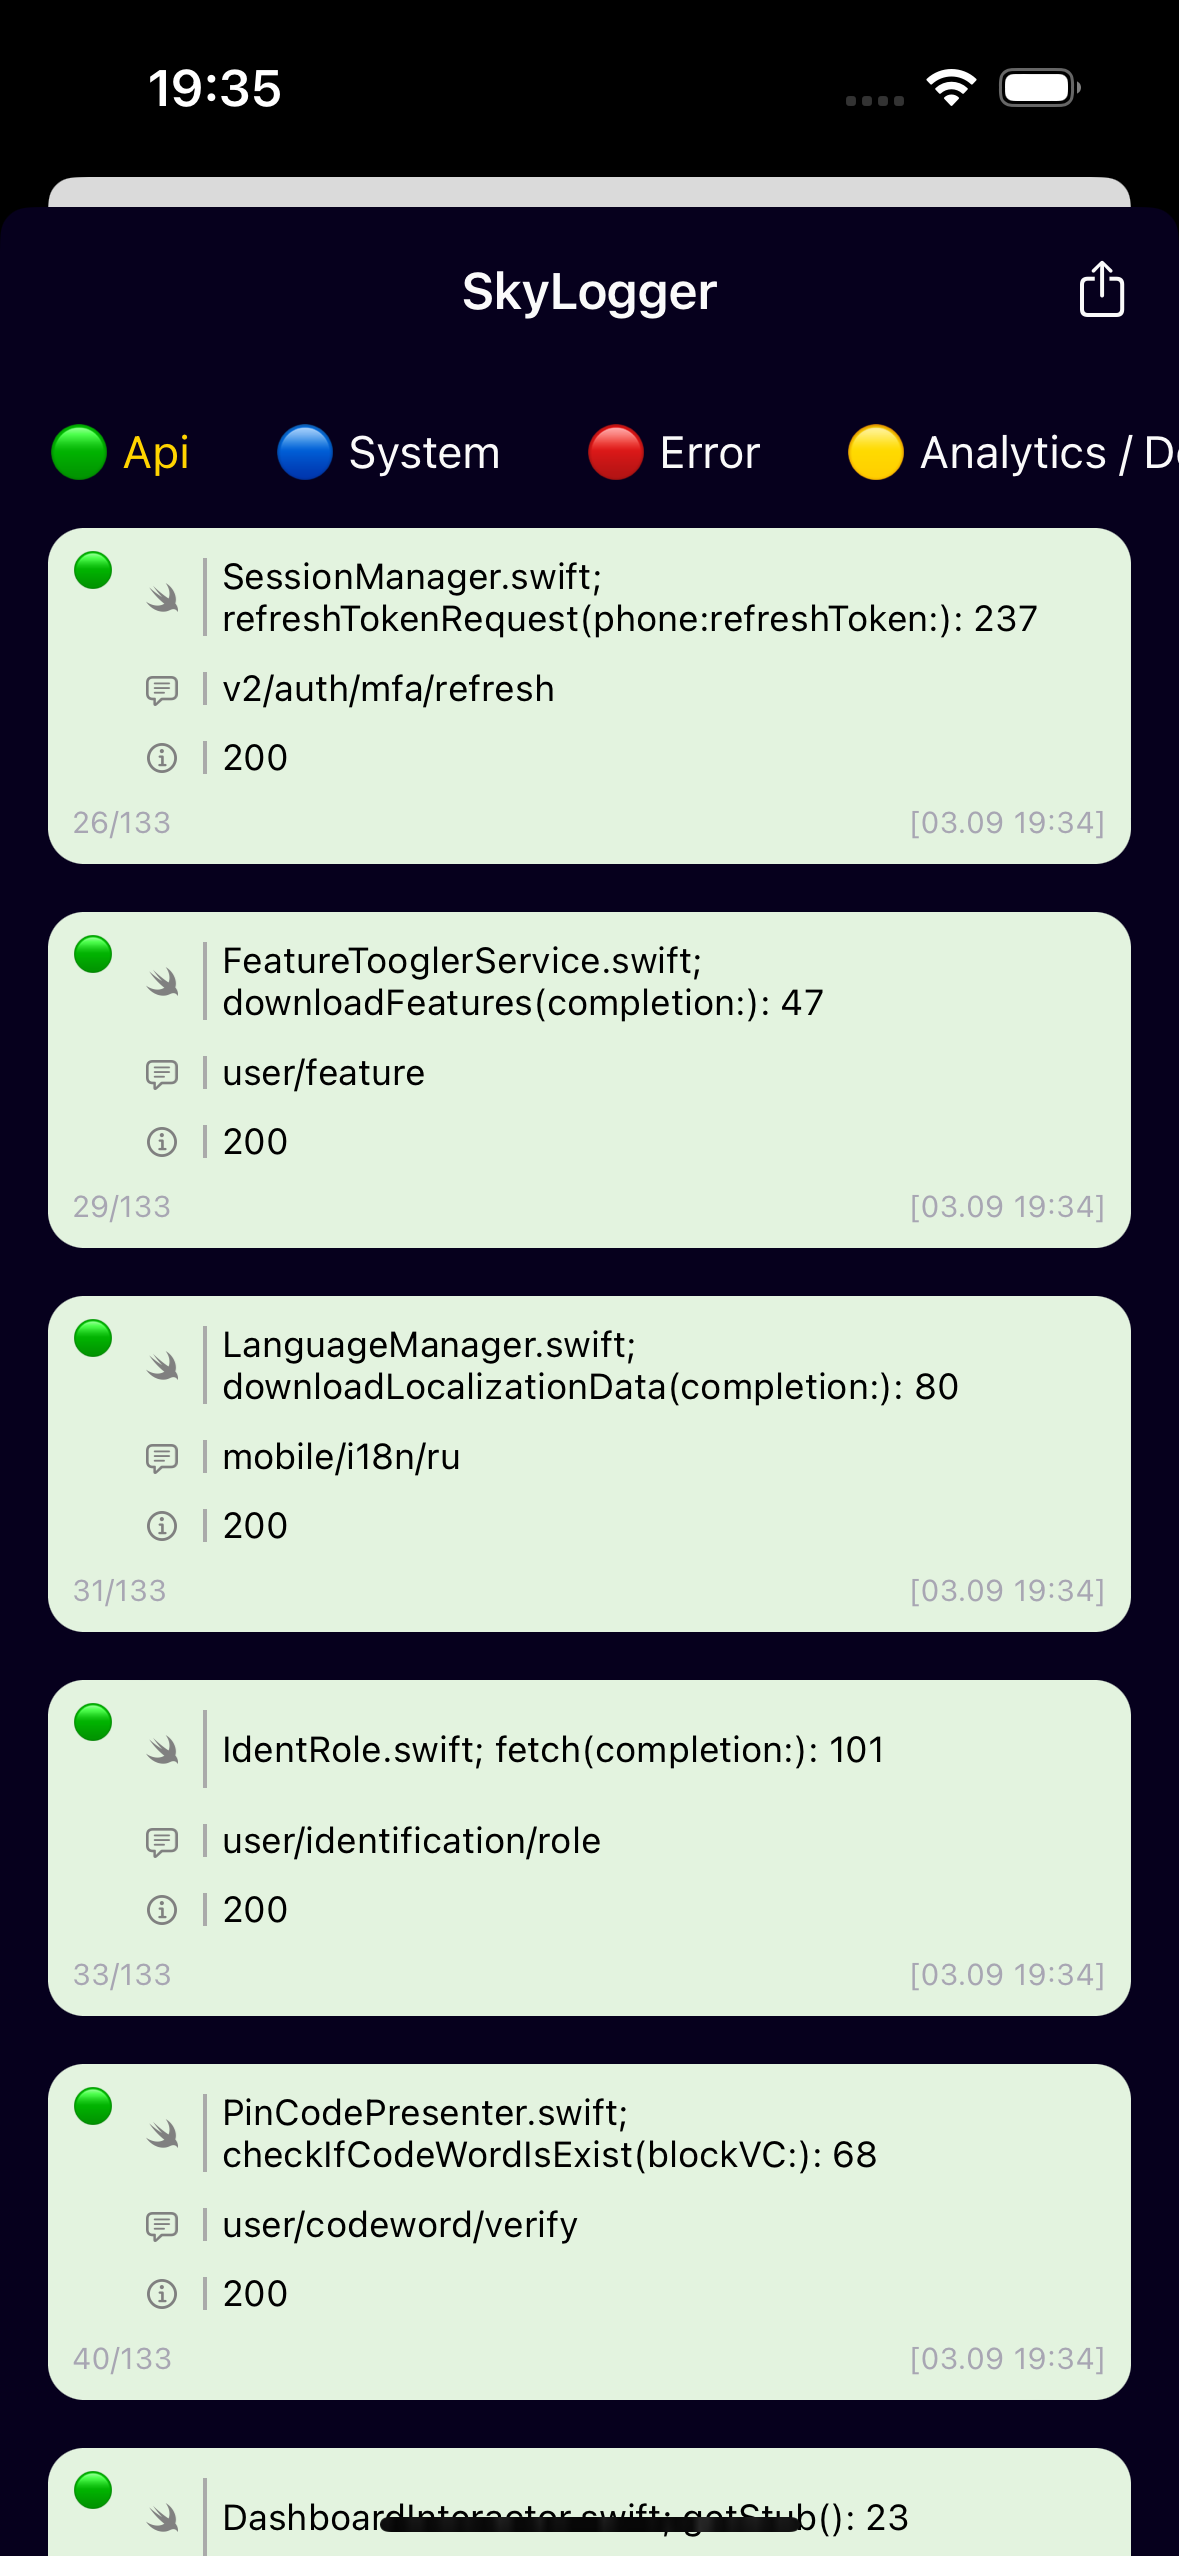 19:35
SkyLogger
Api
System
Error
Analytics / D
SessionManager.swift;
refreshTokenRequest(phone:refreshToken:): 237
v2/auth/mfa/refresh
200
26/133
[03.09 19:34]
FeatureTooglerService.swift;
downloadFeatures(completion:): 47
user/feature
200
29/133
[03.09 19:34]
LanguageManager.swift;
downloadLocalizationData(completion:): 80
mobile/i18n/ru
200
31/133
[03.09 19:34]
IdentRole.swift; fetch(completion:): 101
user/identification/role
200
33/133
[03.09 19:34]
PinCodePresenter.swift;
checkIfCodeWordIsExist(blockVC:): 68
user/codeword/verify
200
40/133
[03.09 19:34]
DashboardInteractor.swift; getStub(): 23